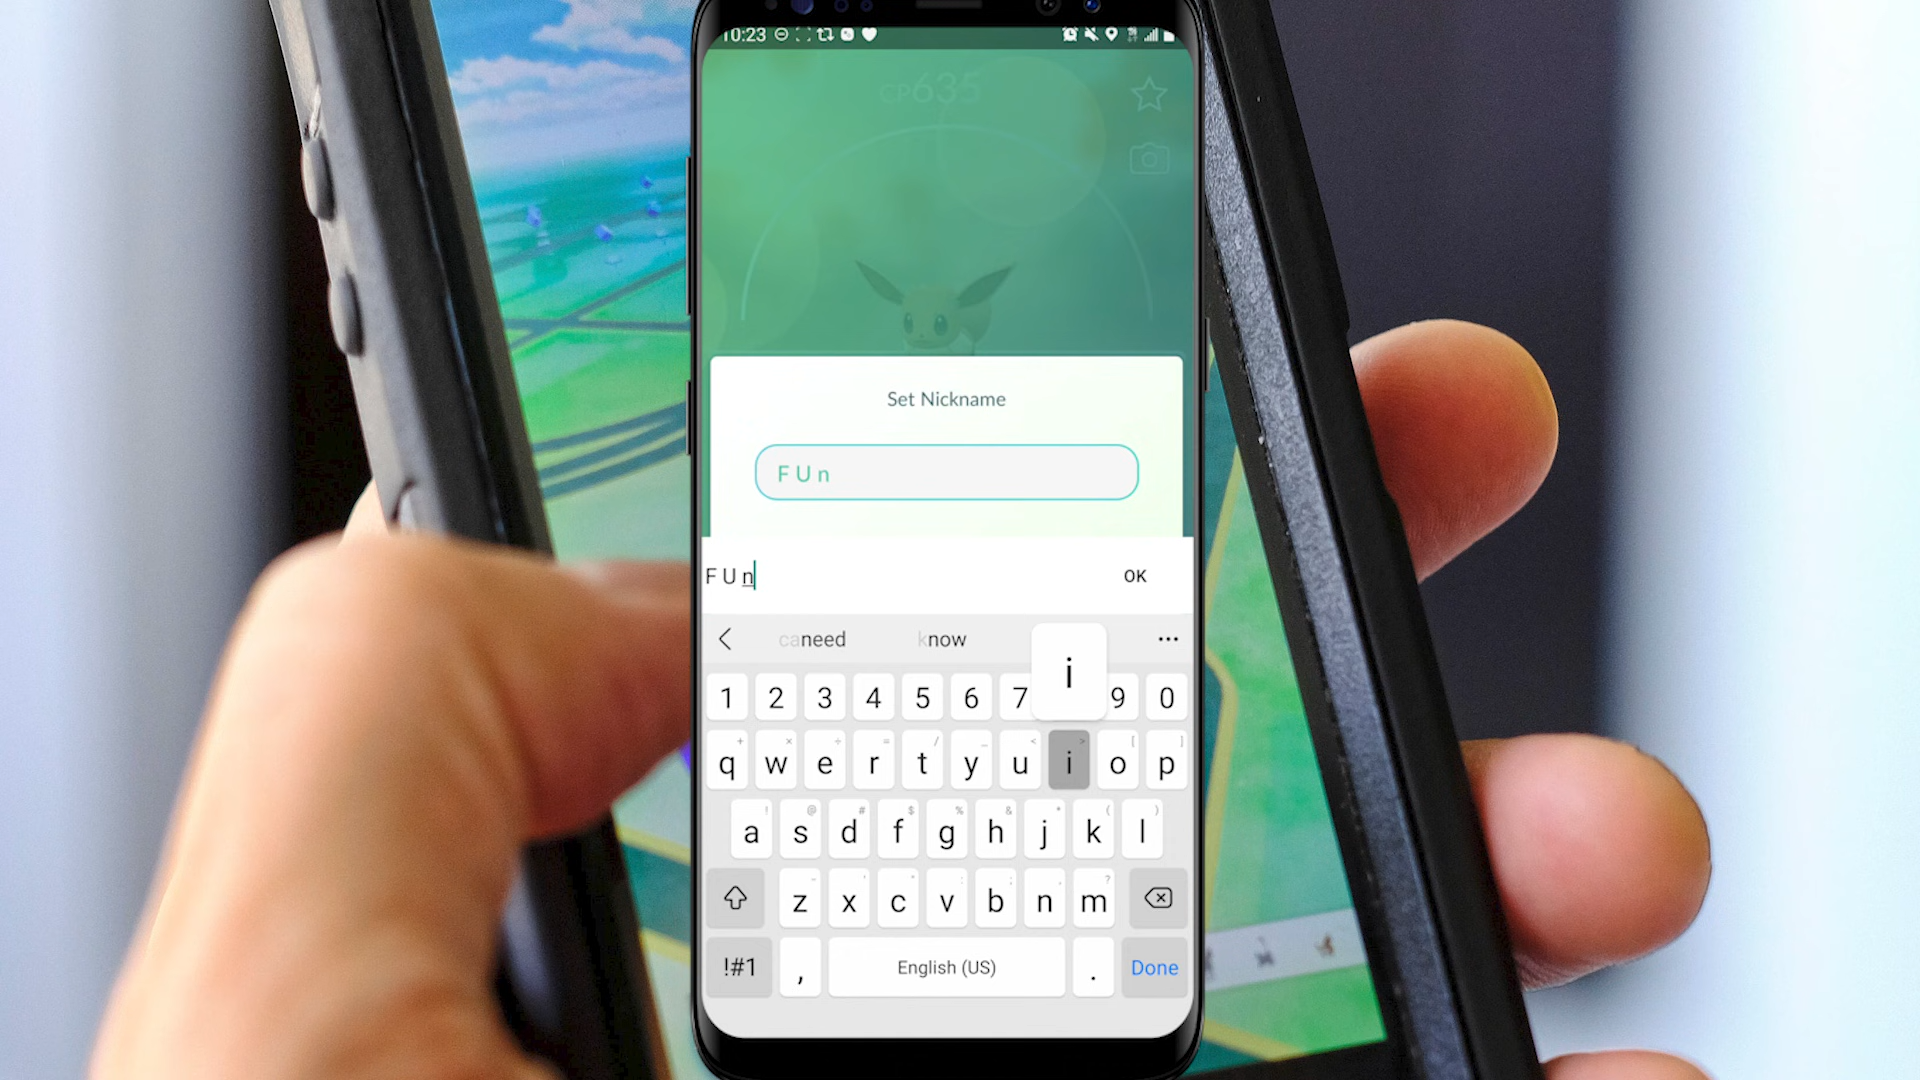 10:23
CP635
Set Nickname
F U n
F U n
OK
caneed
know
i
1 2 3 4 5 6 7 9 0
+ × ÷ = / _ < > [ ]
q w e r t y u i o p
! @ # $ % & * ( )
a s d f g h j k l
- ' " : ; , ?
z x c v b n m
!#1 , English (US) . Done